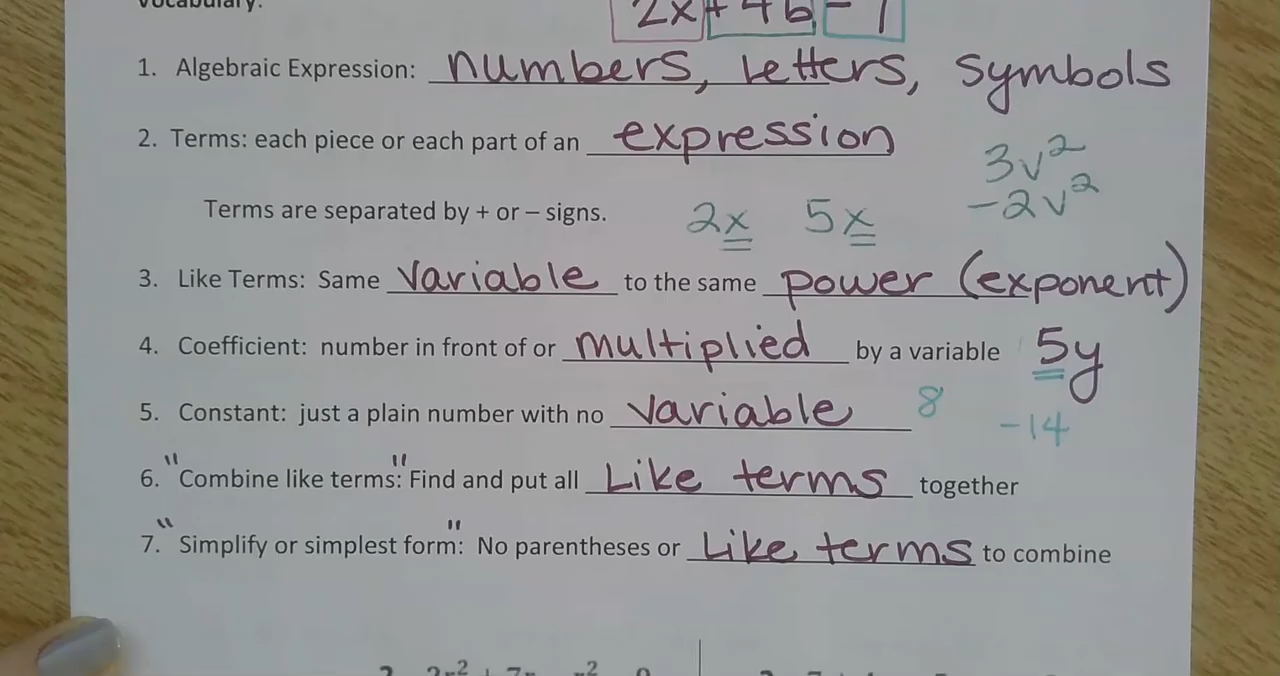 Vocabulary:
2x + 4b - 7
1. Algebraic Expression: numbers, letters, symbols
2. Terms: each piece or each part of an expression
3v²
-2v²
Terms are separated by + or – signs. 2x 5x
3. Like Terms: Same variable to the same power (exponent)
4. Coefficient: number in front of or multiplied by a variable 5y
5. Constant: just a plain number with no variable 8 -14
6. "Combine like terms:" Find and put all Like terms together
7. "Simplify or simplest form": No parentheses or Like terms to combine